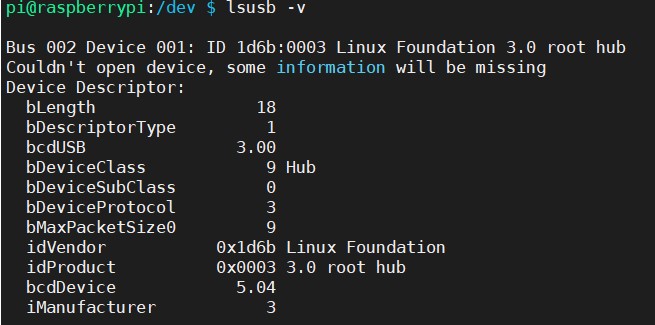 pi@raspberrypi:/dev $ lsusb -v

Bus 002 Device 001: ID 1d6b:0003 Linux Foundation 3.0 root hub
Couldn't open device, some information will be missing
Device Descriptor:
  bLength                18
  bDescriptorType         1
  bcdUSB               3.00
  bDeviceClass            9 Hub
  bDeviceSubClass         0
  bDeviceProtocol         3
  bMaxPacketSize0         9
  idVendor           0x1d6b Linux Foundation
  idProduct          0x0003 3.0 root hub
  bcdDevice            5.04
  iManufacturer           3